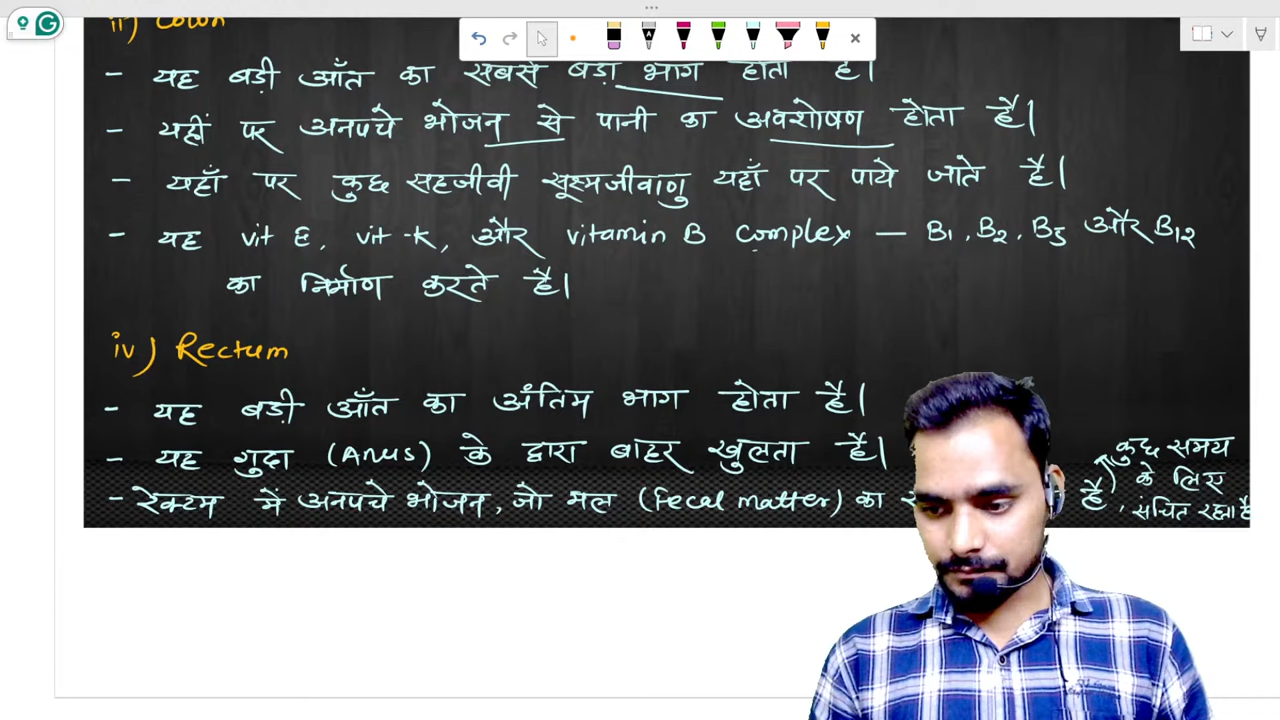 ii) Colon
- यह बड़ी आँत का सबसे बड़ा भाग होता है।
- यहीं पर अनपचे भोजन से पानी का अवशोषण होता है।
- यहाँ पर कुछ सहजीवी सूक्ष्मजीवाणु यहाँ पर पाये जाते है।
- यह vit E, vit-K, और vitamin B complex — B1, B2, B5 और B12
का निर्माण करते है।
iv) Rectum
- यह बड़ी आँत का अंतिम भाग होता है।
- यह गुदा (Anus) के द्वारा बाहर खुलता है।
- रेक्टम में अनपचे भोजन, जो मल (fecal matter) का है,
कुछ समय
के लिए
संचित रहता है